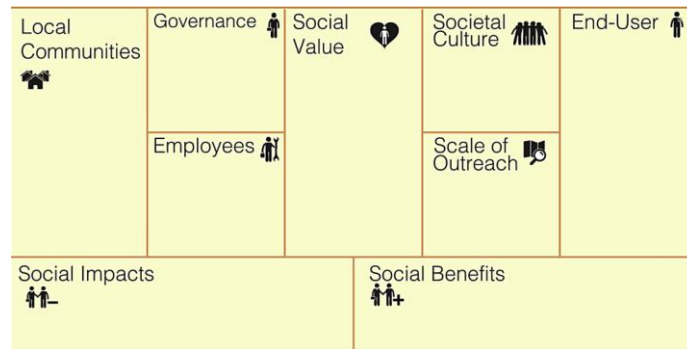 Local
Communities
Governance
Employees
Social
Value
Societal
Culture
Scale of
Outreach
End-User
Social Impacts
Social Benefits